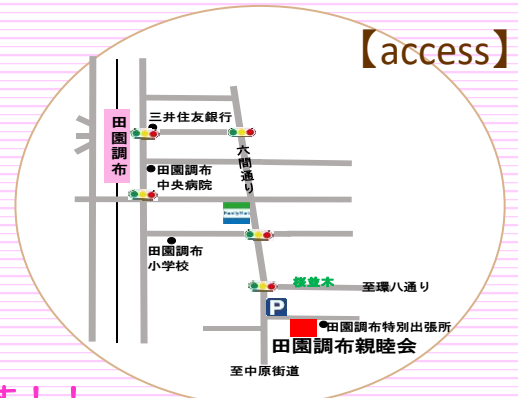 【access】
三井住友銀行
田園調布
六間通り
田園調布
中央病院
FamilyMart
田園調布
小学校
桜並木
至環八通り
P
田園調布特別出張所
田園調布親睦会
至中原街道